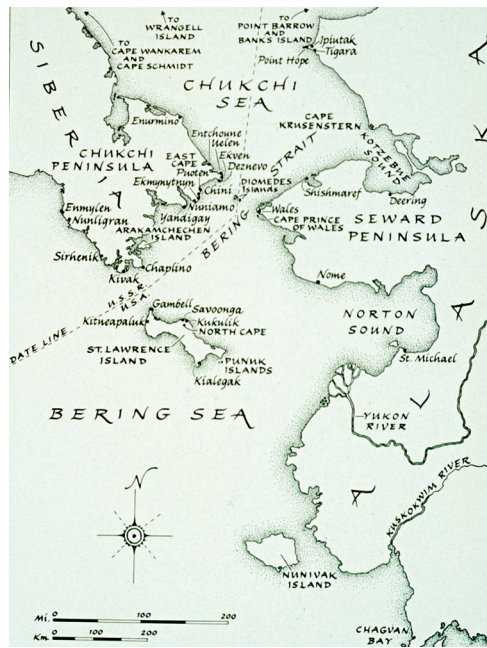 TO
WRANGELL
ISLAND
TO
POINT BARROW
AND
BANKS ISLAND
Ipiutak
Tigara
Point Hope
TO
CAPE WANKAREM
AND
CAPE SCHMIDT
SIBERIA
CHUKCHI
SEA
CAPE
KRUSENSTERN
KOTZEBUE
SOUND
Enurmino
Entchoune
Uelen
CHUKCHI
PENINSULA
EAST
CAPE
Ekven
Deznevo
Puoten
Ekmynytnyn
Chini
DIOMEDES
Islands
BERING STRAIT
Shishmaref
Deering
Enmylen
Nunligran
Nuniamo
Yandigay
ARAKAMCHECHEN
ISLAND
Wales
CAPE PRINCE
OF WALES
SEWARD
PENINSULA
Sirhenik
Kivak
Chaplino
Nome
U.S.S.R.
U.S.A.
DATE LINE
Gambell
Savoonga
Kitneapaluk
Kukulik
NORTH CAPE
ST. LAWRENCE
ISLAND
PUNUK
ISLANDS
Kialegak
NORTON
SOUND
St. Michael
BERING SEA
YUKON
RIVER
ALASKA
KUSKOKWIM RIVER
N
NUNIVAK
ISLAND
CHAGVAN
BAY
Mi. 0 100 200
Km. 0 100 200